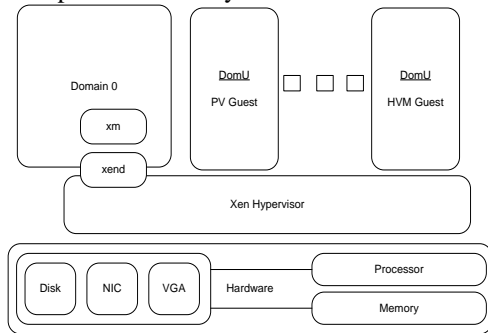 Domain 0
xm
xend
DomU
PV Guest
DomU
HVM Guest
Xen Hypervisor
Disk
NIC
VGA
Hardware
Processor
Memory